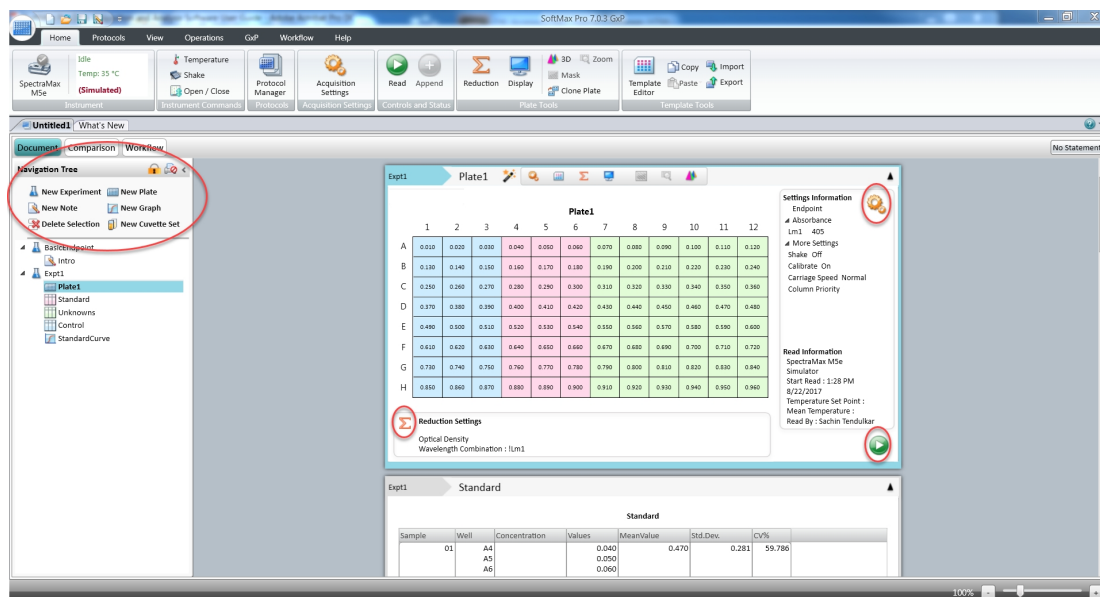 SoftMax Pro 7.0.3 GxP
Home Protocols View Operations GxP Workflow Help
SpectraMax M5e
Idle
Temp: 35 °C
(Simulated)
Instrument
Temperature
Shake
Open / Close
Instrument Commands
Protocol Manager
Protocols
Acquisition Settings
Acquisition Settings
Read Append
Controls and Status
Reduction Display
3D Zoom
Mask
Clone Plate
Plate Tools
Template Editor
Copy Import
Paste Export
Template Tools
Untitled1 What's New
Document Comparison Workflow
No Statement
Navigation Tree
New Experiment New Plate
New Note New Graph
Delete Selection New Cuvette Set
BasicEndpoint
Intro
Expt1
Plate1
Standard
Unknowns
Control
StandardCurve
Expt1 Plate1
Plate1
1 2 3 4 5 6 7 8 9 10 11 12
A 0.010 0.020 0.030 0.040 0.050 0.060 0.070 0.080 0.090 0.100 0.110 0.120
B 0.130 0.140 0.150 0.160 0.170 0.180 0.190 0.200 0.210 0.220 0.230 0.240
C 0.250 0.260 0.270 0.280 0.290 0.300 0.310 0.320 0.330 0.340 0.350 0.360
D 0.370 0.380 0.390 0.400 0.410 0.420 0.430 0.440 0.450 0.460 0.470 0.480
E 0.490 0.500 0.510 0.520 0.530 0.540 0.550 0.560 0.570 0.580 0.590 0.600
F 0.610 0.620 0.630 0.640 0.650 0.660 0.670 0.680 0.690 0.700 0.710 0.720
G 0.730 0.740 0.750 0.760 0.770 0.780 0.790 0.800 0.810 0.820 0.830 0.840
H 0.850 0.860 0.870 0.880 0.890 0.900 0.910 0.920 0.930 0.940 0.950 0.960
Settings Information
Endpoint
Absorbance
Lm1 405
More Settings
Shake Off
Calibrate On
Carriage Speed Normal
Column Priority
Read Information
SpectraMax M5e
Simulator
Start Read : 1:28 PM
8/22/2017
Temperature Set Point :
Mean Temperature :
Read By : Sachin Tendulkar
Reduction Settings
Optical Density
Wavelength Combination : !Lm1
Expt1 Standard
Standard
Sample Well Concentration Values MeanValue Std.Dev. CV%
01 A4 0.040 0.470 0.281 59.786
A5 0.050
A6 0.060
100%